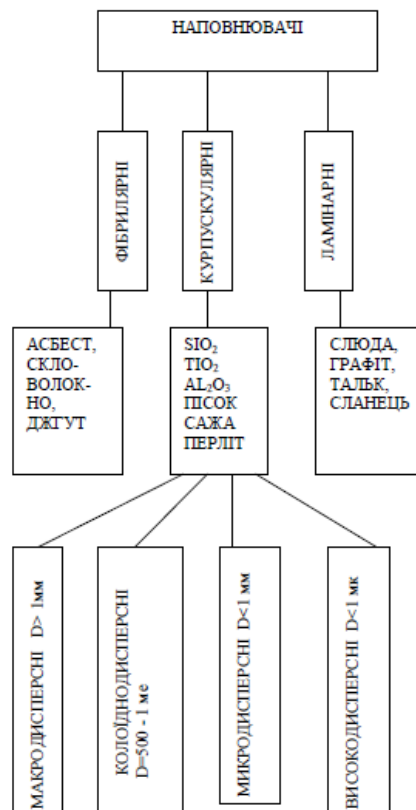 НАПОВНЮВАЧІ
ФІБРИЛЯРНІ
КУРПУСКУЛЯРНІ
ЛАМІНАРНІ
АСБЕСТ,
СКЛО-
ВОЛОК-
НО,
ДЖГУТ
SIO₂
TIO₂
AL₂O₃
ПІСОК
САЖА
ПЕРЛІТ
СЛЮДА,
ГРАФІТ,
ТАЛЬК,
СЛАНЕЦЬ
МАКРОДИСПЕРСНІ D> 1мм
КОЛОЇДНОДИСПЕРСНІ
D=500 - 1 ме
МИКРОДИСПЕРСНІ D<1 мм
ВИСОКОДИСПЕРСНІ D<1 мк